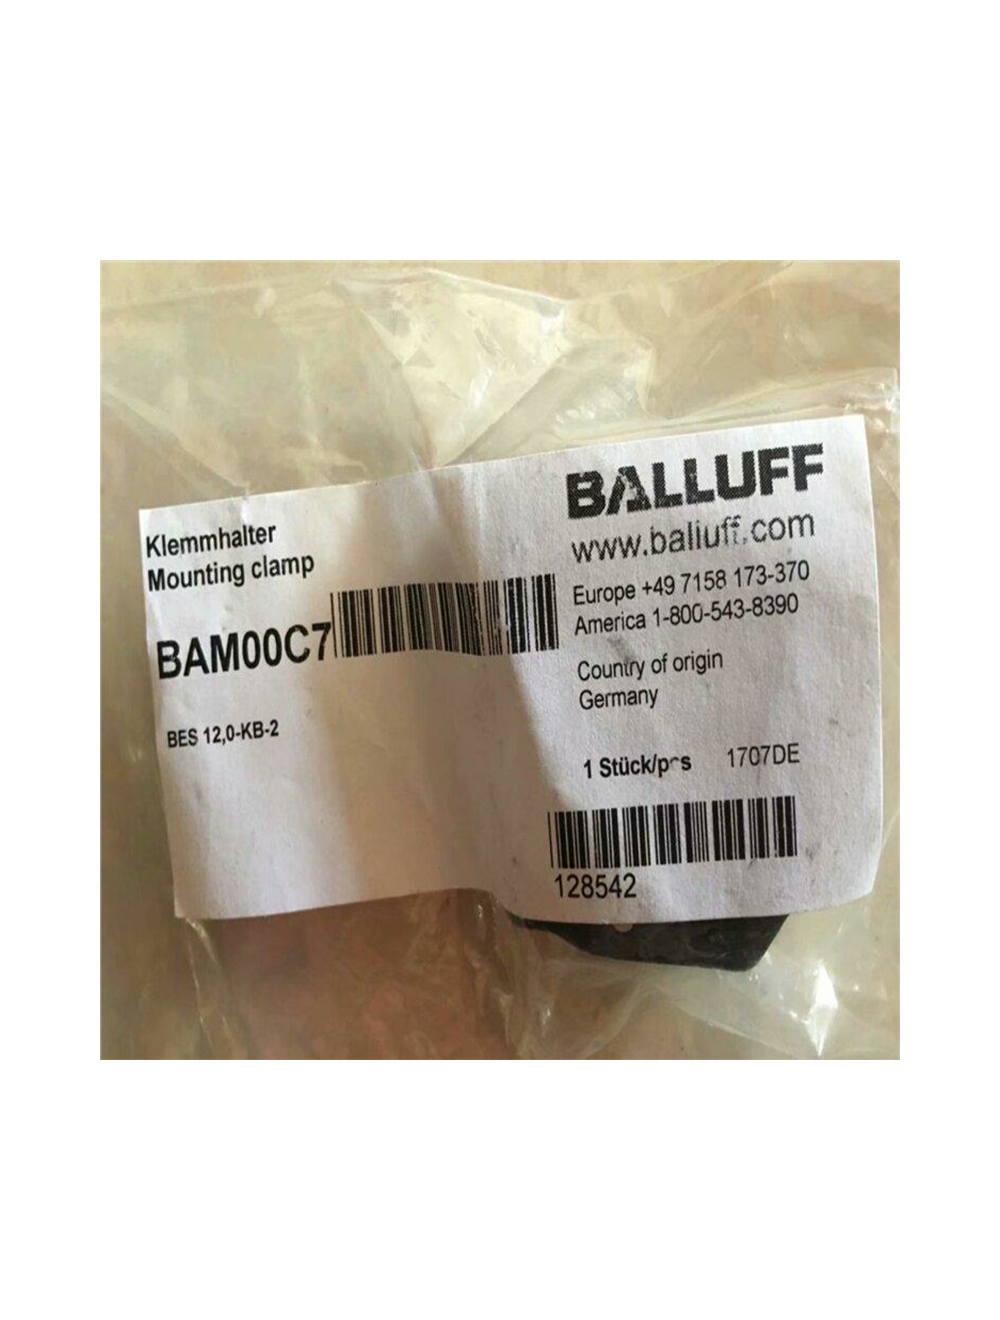 Klemmhalter
Mounting clamp
BAM00C7
BES 12,0-KB-2
BALLUFF
www.balluff.com
Europe +49 7158 173-370
America 1-800-543-8390
Country of origin
Germany
1 Stück/pcs 1707DE
128542